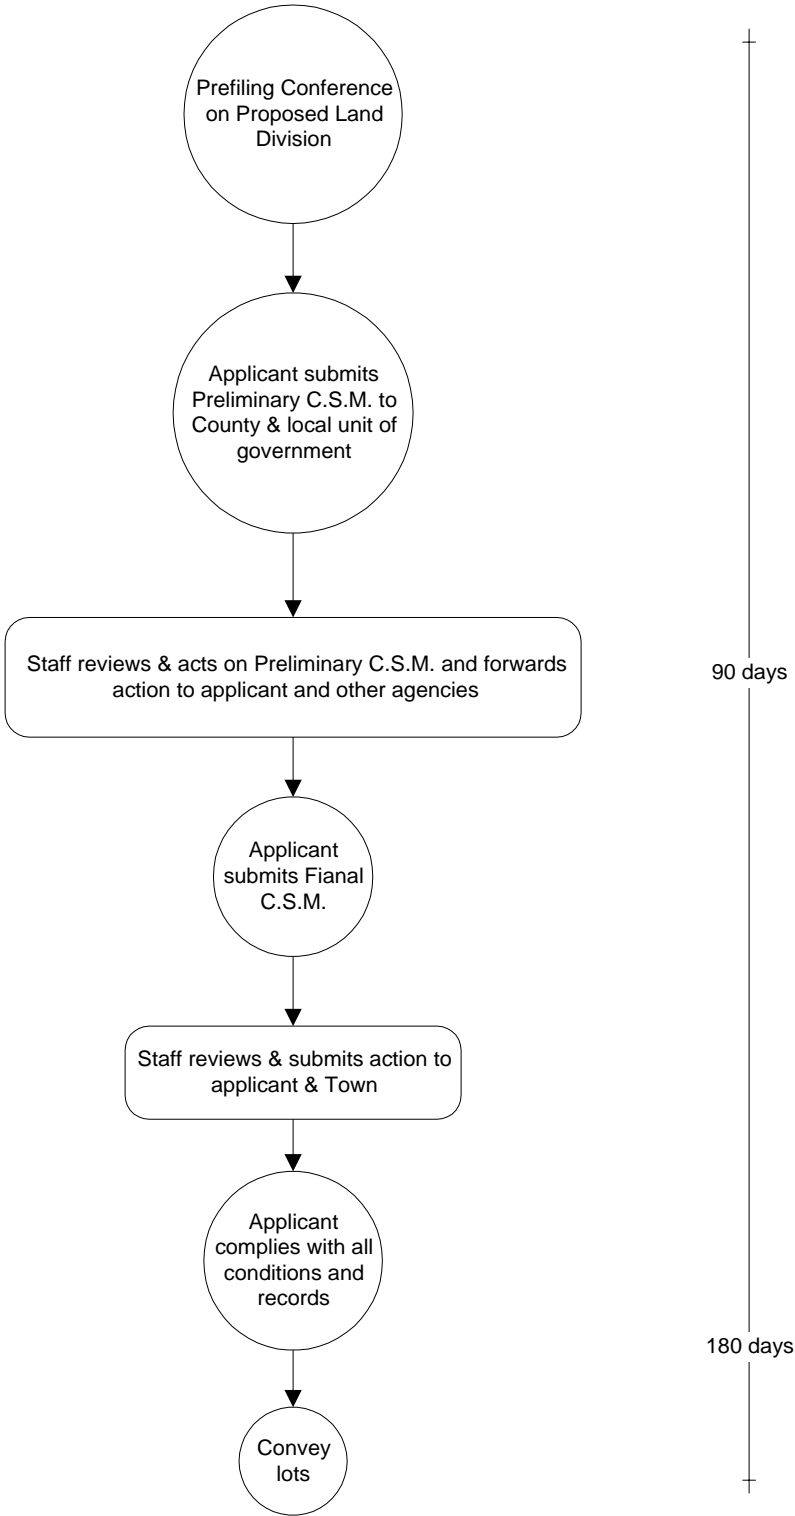 Prefiling Conference
on Proposed Land
Division
Applicant submits
Preliminary C.S.M. to
County & local unit of
government
Staff reviews & acts on Preliminary C.S.M. and forwards
action to applicant and other agencies
90 days
Applicant
submits Fianal
C.S.M.
Staff reviews & submits action to
applicant & Town
Applicant
complies with all
conditions and
records
180 days
Convey
lots